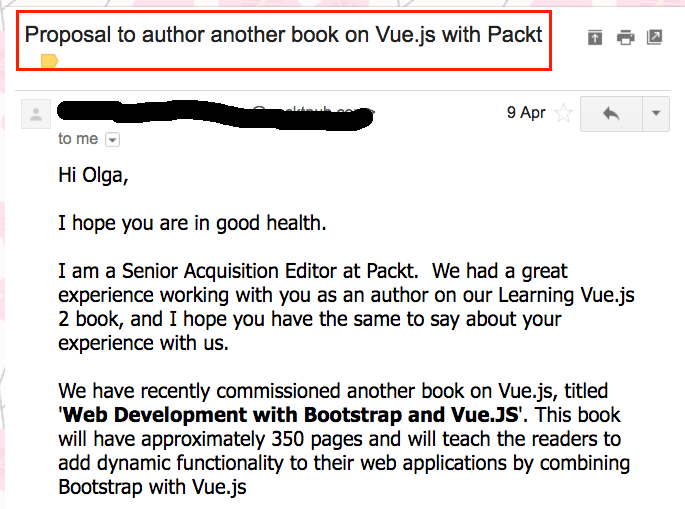 Proposal to author another book on Vue.js with Packt
9 Apr
to me
Hi Olga,
I hope you are in good health.
I am a Senior Acquisition Editor at Packt.  We had a great
experience working with you as an author on our Learning Vue.js
2 book, and I hope you have the same to say about your
experience with us.
We have recently commissioned another book on Vue.js, titled
'Web Development with Bootstrap and Vue.JS'. This book
will have approximately 350 pages and will teach the readers to
add dynamic functionality to their web applications by combining
Bootstrap with Vue.js